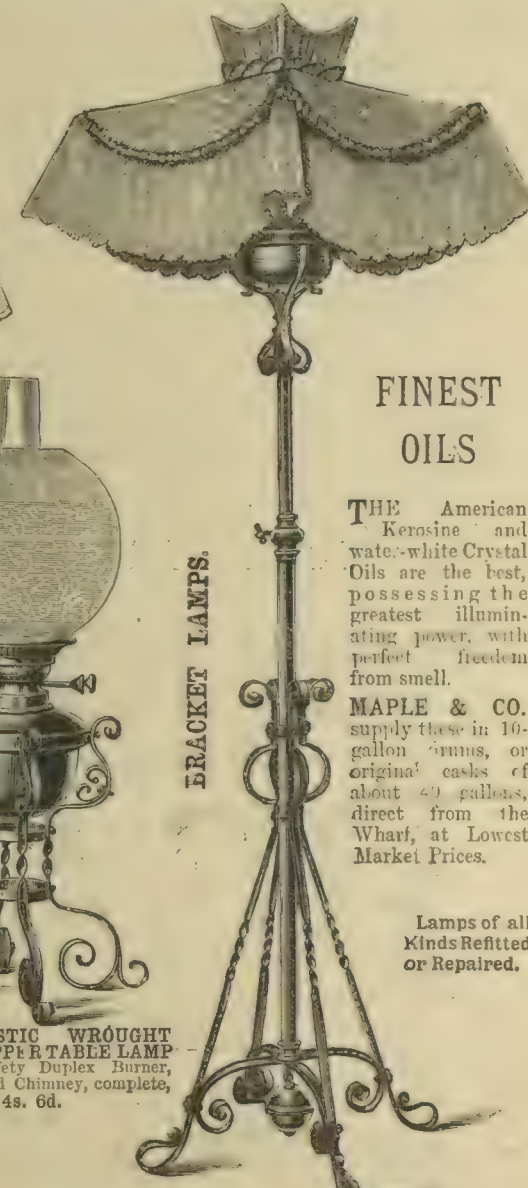 BRACKET LAMPS.
FINEST
OILS
THE American
Kerosine and
water-white Crystal
Oils are the best,
possessing the
greatest illumin-
ating power, with
perfect freedom
from smell.
MAPLE & CO.
supply these in 10-
gallon drums, or
original casks of
about 40 gallons,
direct from the
Wharf, at Lowest
Market Prices.
Lamps of all
Kinds Refitted
or Repaired.
STIC WROUGHT
PPER TABLE LAMP
fety Duplex Burner,
d Chimney, complete,
4s. 6d.